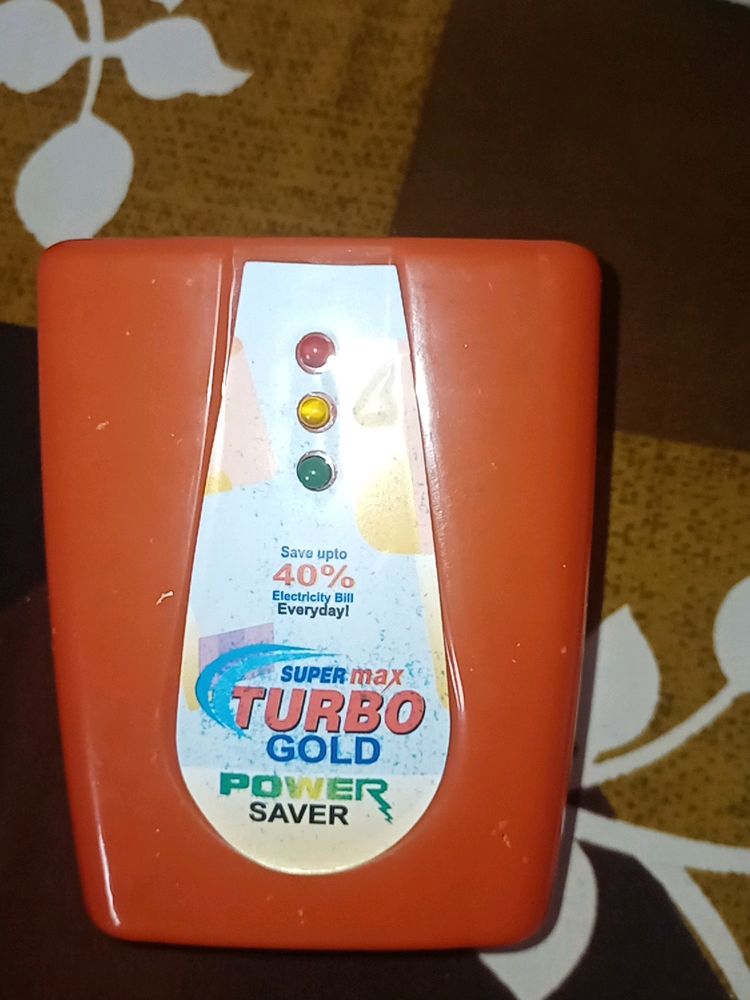 Save upto
40%
Electricity Bill
Everyday!
SUPER max
TURBO
GOLD
POWER
SAVER